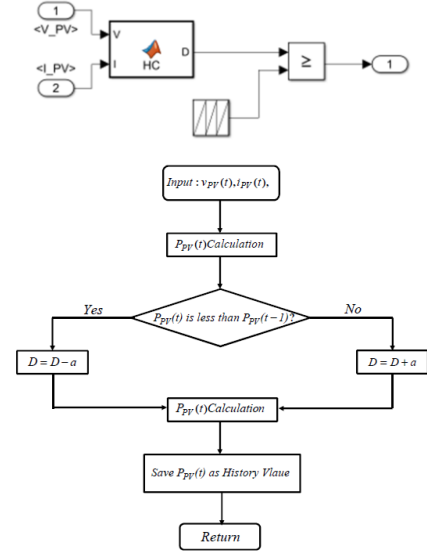 1
<V_PV>
V
I
D
HC
<I_PV>
2
≥
1
Input : v_PV(t), i_PV(t),
P_PV(t)Calculation
Yes
P_PV(t) is less than P_PV(t−1)?
No
D = D − a
D = D + a
P_PV(t)Calculation
Save P_PV(t) as History Vlaue
Return